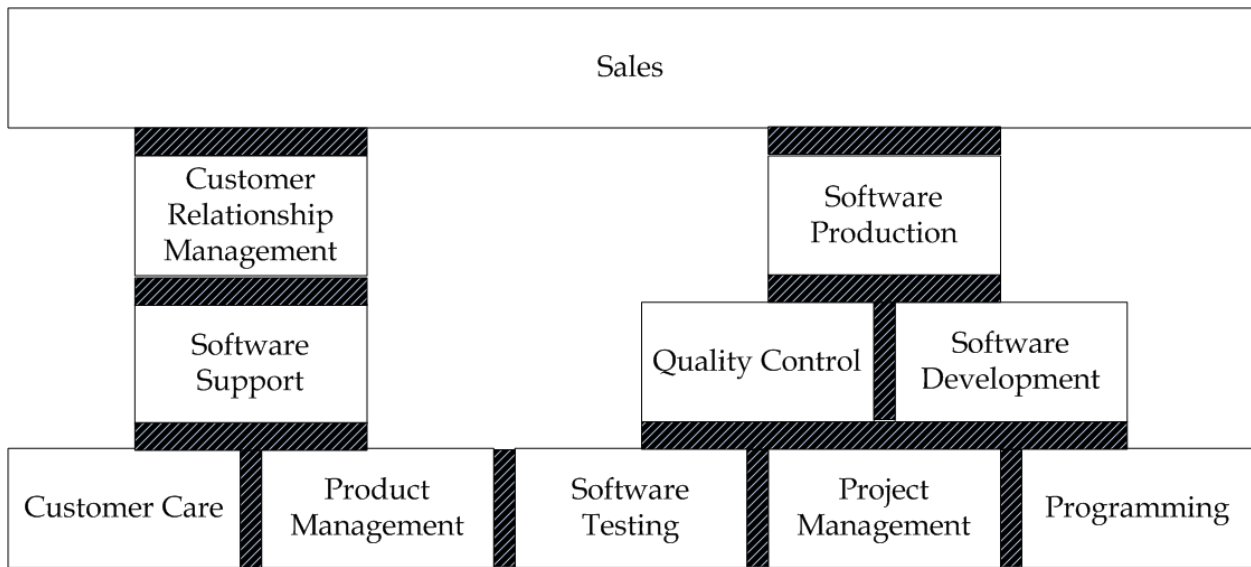 Sales
Customer
Relationship
Management
Software
Production
Software
Support
Quality Control
Software
Development
Customer Care
Product
Management
Software
Testing
Project
Management
Programming